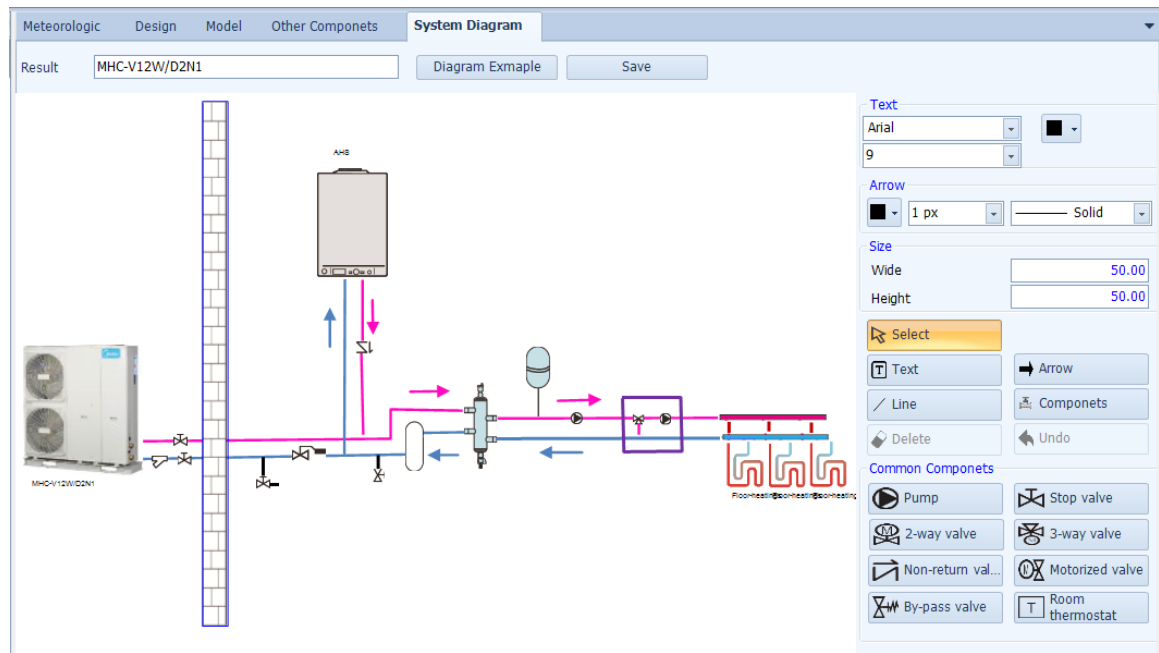 Meteorologic Design Model Other Componets System Diagram
Result MHC-V12W/D2N1 Diagram Exmaple Save
Text
Arial
9
Arrow
1 px Solid
Size
Wide 50.00
Height 50.00
Select
Text Arrow
Line Componets
Delete Undo
Common Componets
Pump Stop valve
2-way valve 3-way valve
Non-return val... Motorized valve
By-pass valve Room thermostat
AHS
MHC-V12W/D2N1
Floor-heating